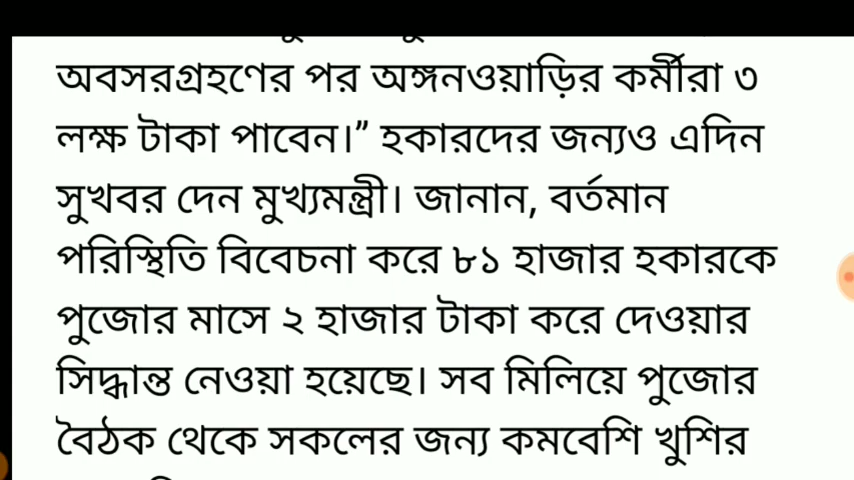 অবসরগ্রহণের পর অঙ্গনওয়াড়ির কর্মীরা ৩
লক্ষ টাকা পাবেন।” হকারদের জন্যও এদিন
সুখবর দেন মুখ্যমন্ত্রী। জানান, বর্তমান
পরিস্থিতি বিবেচনা করে ৮১ হাজার হকারকে
পুজোর মাসে ২ হাজার টাকা করে দেওয়ার
সিদ্ধান্ত নেওয়া হয়েছে। সব মিলিয়ে পুজোর
বৈঠক থেকে সকলের জন্য কমবেশি খুশির